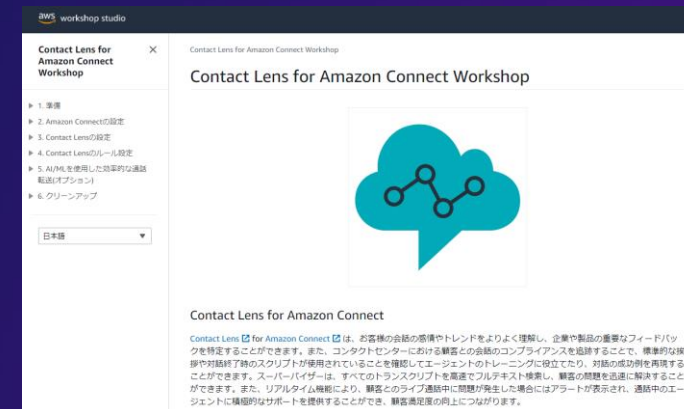 aws workshop studio
Contact Lens for
Amazon Connect
Workshop
×
1. 準備
2. Amazon Connectの設定
3. Contact Lensの設定
4. Contact Lensのルール設定
5. AI/MLを使用した効率的な通話
転送(オプション)
6. クリーンアップ
日本語
Contact Lens for Amazon Connect Workshop
Contact Lens for Amazon Connect Workshop
Contact Lens for Amazon Connect
Contact Lens for Amazon Connect は、お客様の会話の感情やトレンドをよりよく理解し、企業や製品の重要なフィードバッ
クを特定することができます。また、コンタクトセンターにおける顧客との会話のコンプライアンスを追跡することで、標準的な挨
拶や対話終了時のスクリプトが使用されていることを確認してエージェントのトレーニングに役立てたり、対話の成功例を再現する
ことができます。スーパーバイザーは、すべてのトランスクリプトを高速でフルテキスト検索し、顧客の問題を迅速に解決すること
ができます。また、リアルタイム機能により、顧客とのライブ通話中に問題が発生した場合にはアラートが表示され、通話中のエー
ジェントに積極的なサポートを提供することができ、顧客満足度の向上につながります。